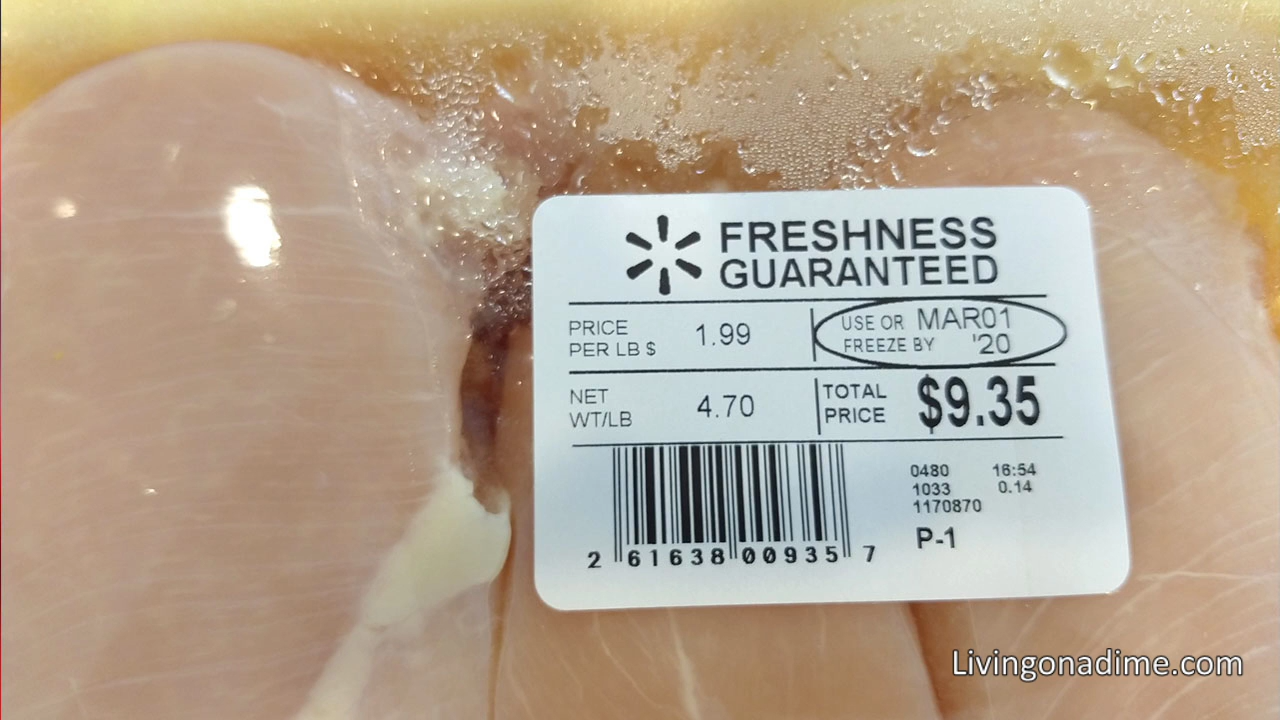 FRESHNESS
GUARANTEED
PRICE
PER LB $ 1.99
USE OR MAR01
FREEZE BY '20
NET
WT/LB 4.70
TOTAL
PRICE $9.35
2 61638 00935 7
0480 16:54
1033 0.14
1170870
P-1
Livingonadime.com